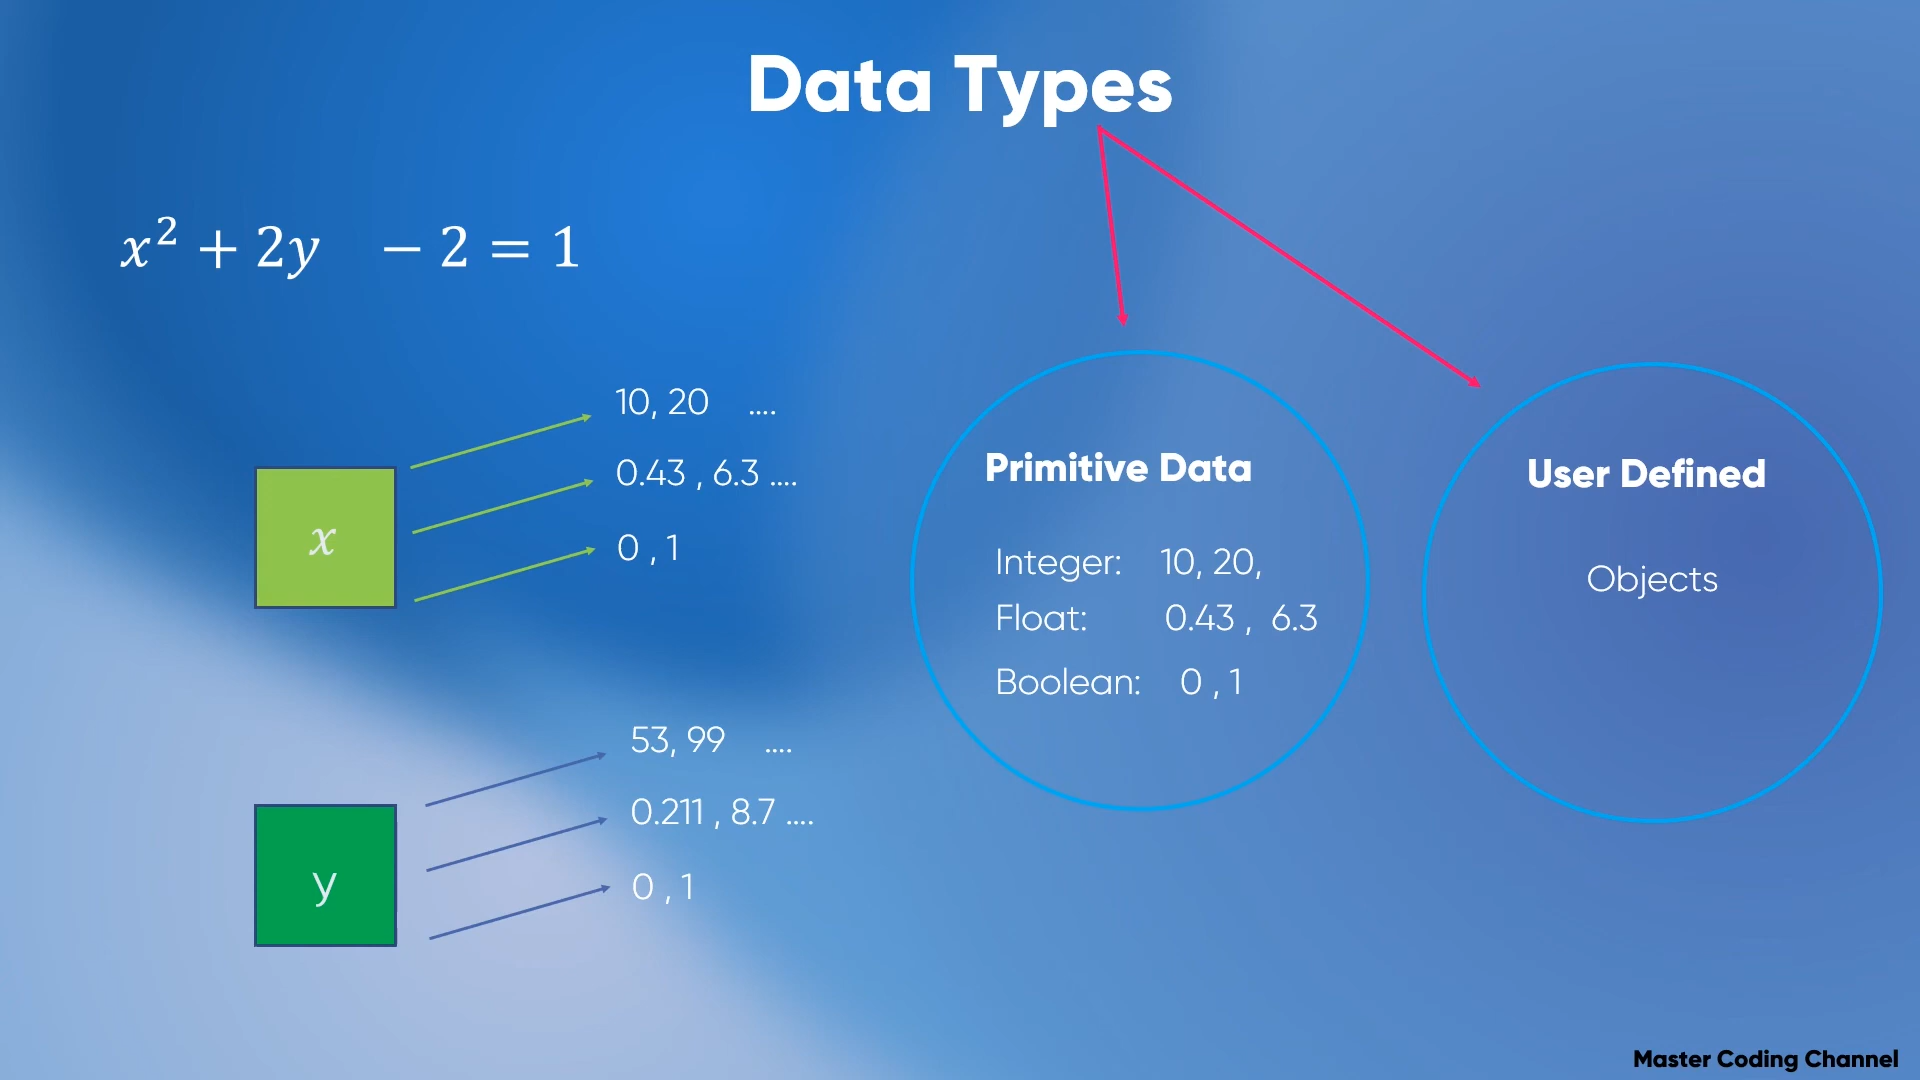 Data Types
x² + 2y − 2 = 1
10, 20 ....
0.43 , 6.3 ....
0 , 1
x
53, 99 ....
0.211 , 8.7 ....
0 , 1
y
Primitive Data
Integer: 10, 20,
Float: 0.43 , 6.3
Boolean: 0 , 1
User Defined
Objects
Master Coding Channel